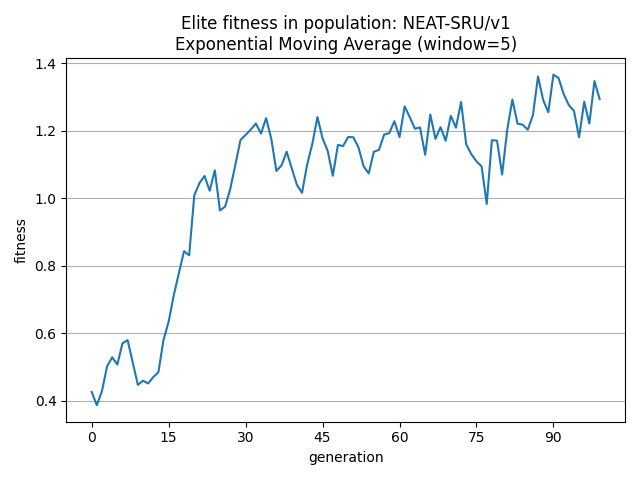 Elite fitness in population: NEAT-SRU/v1
Exponential Moving Average (window=5)
1.4
1.2
1.0
0.8
0.6
0.4
fitness
0 15 30 45 60 75 90
generation